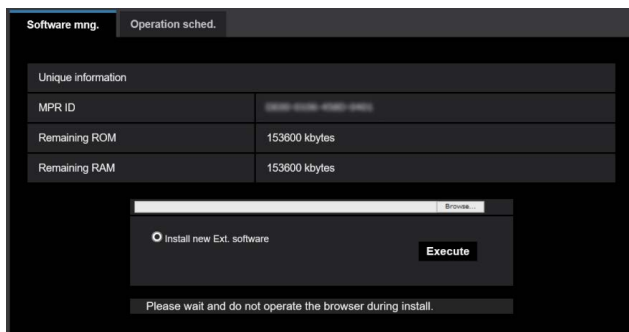 Software mng. Operation sched.
Unique information
MPR ID
Remaining ROM 153600 kbytes
Remaining RAM 153600 kbytes
Browse...
Install new Ext. software
Execute
Please wait and do not operate the browser during install.